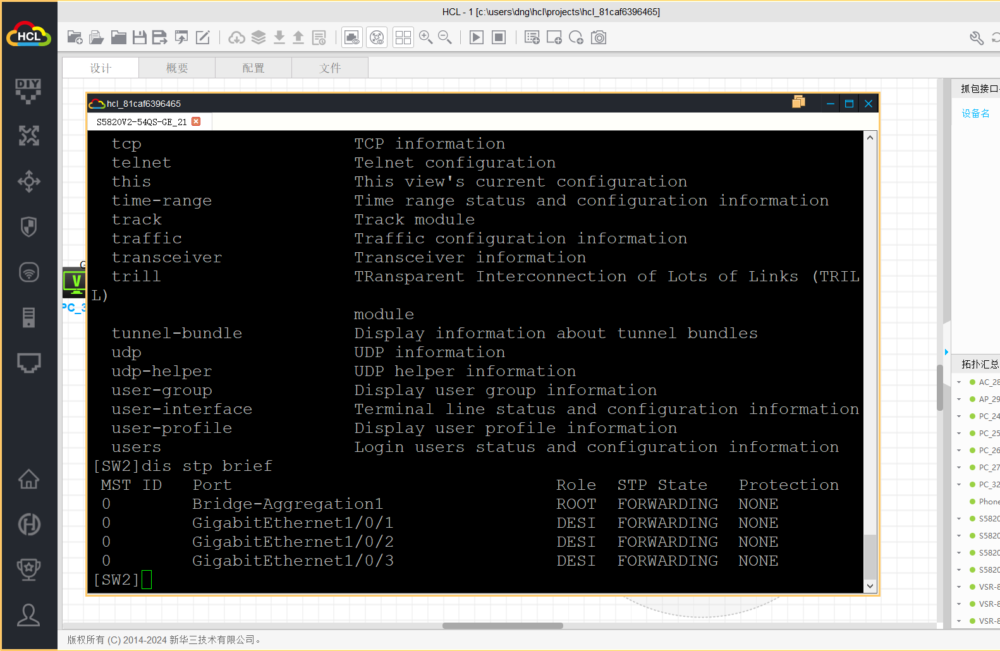 HCL - 1 [c:\users\dng\hcl\projects\hcl_81caf6396465]
HCL
DIY
设计 概要 配置 文件
抓包接口
设备名
hcl_81caf6396465
S5820V2-54QS-GE_21
tcp TCP information
telnet Telnet configuration
this This view's current configuration
time-range Time range status and configuration information
track Track module
traffic Traffic configuration information
transceiver Transceiver information
trill TRansparent Interconnection of Lots of Links (TRIL
L)
module
tunnel-bundle Display information about tunnel bundles
udp UDP information
udp-helper UDP helper information
user-group Display user group information
user-interface Terminal line status and configuration information
user-profile Display user profile information
users Login users status and configuration information
[SW2]dis stp brief
MST ID Port Role STP State Protection
0 Bridge-Aggregation1 ROOT FORWARDING NONE
0 GigabitEthernet1/0/1 DESI FORWARDING NONE
0 GigabitEthernet1/0/2 DESI FORWARDING NONE
0 GigabitEthernet1/0/3 DESI FORWARDING NONE
[SW2]
G
V
PC_3
拓扑汇总
AC_28
AP_29
PC_24
PC_25
PC_26
PC_27
PC_32
Phone
S5820
S5820
S5820
S5820
VSR-8
VSR-8
VSR-8
版权所有 (C) 2014-2024 新华三技术有限公司。